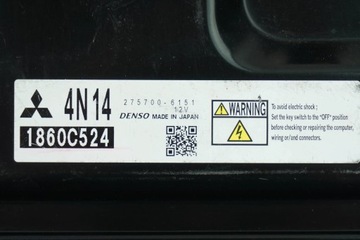 4N14
1860C524
275700-6151
12V
DENSO MADE IN JAPAN
WARNING
To avoid electric shock ;
Set the key switch to the "OFF" position
before checking or repairing the computer,
wiring or/and connectors.